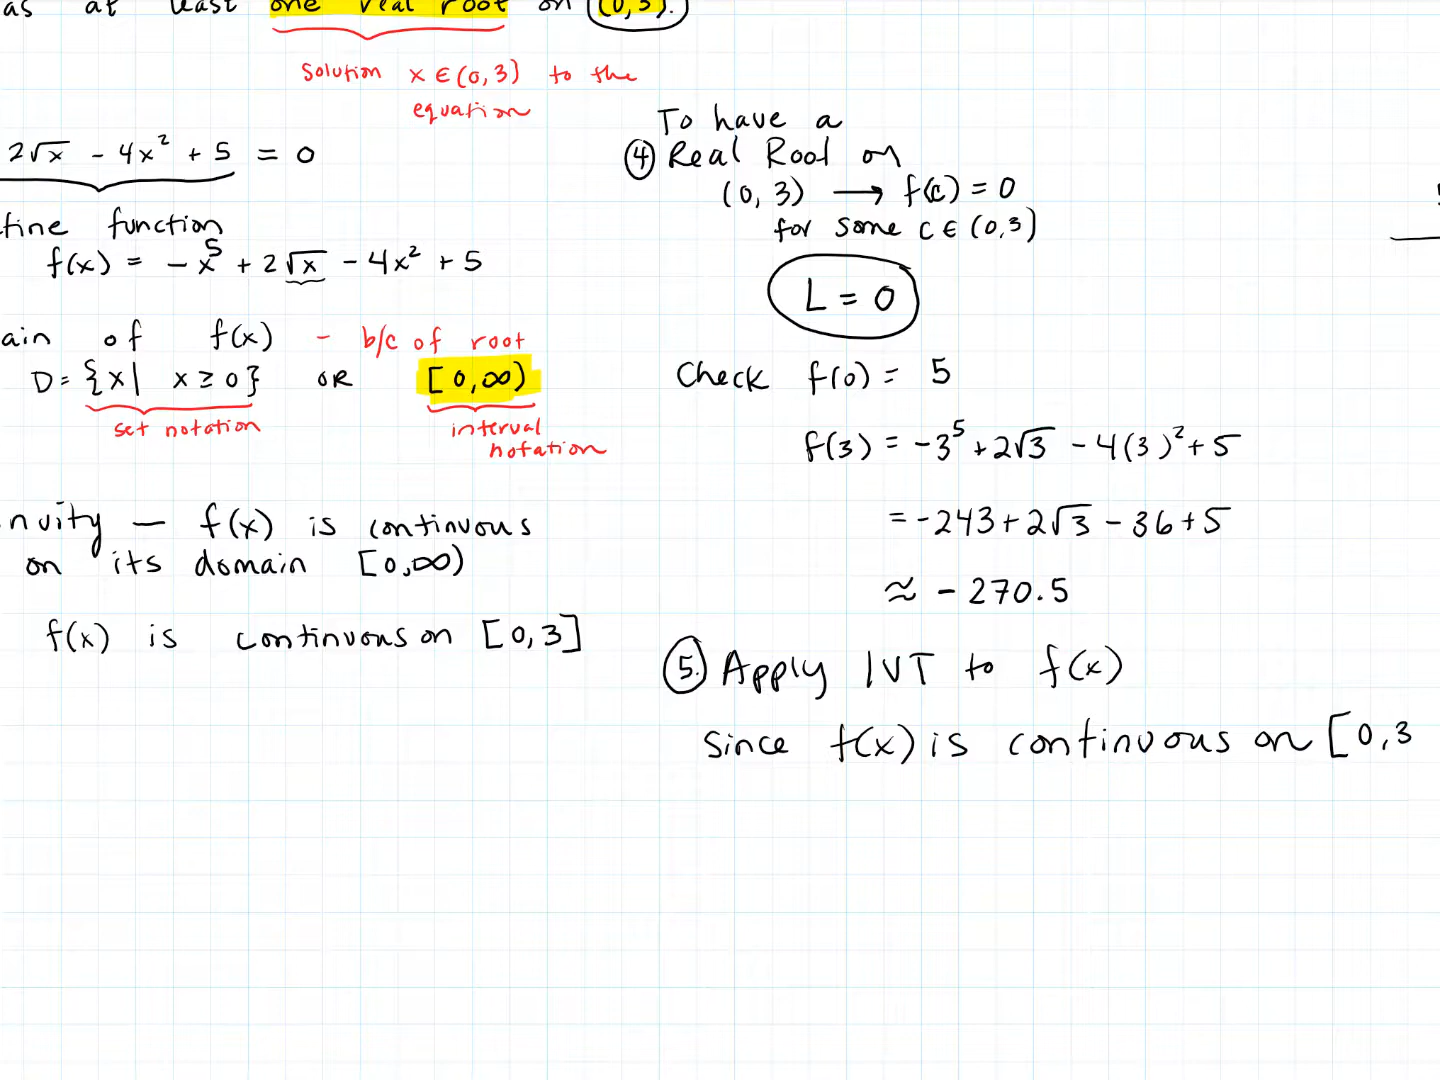 as at least one real root on (0,3).
Solution x ∈ (0,3) to the
equation
2√x - 4x² + 5 = 0
fine function
f(x) = -x⁵ + 2√x - 4x² + 5
ain of f(x) - b/c of root
D = {x| x ≥ 0} OR [0,∞)
set notation
interval
notation
nuity — f(x) is continuous
on its domain [0,∞)
f(x) is continuous on [0,3]
To have a
④ Real Root on
(0, 3) → f(c) = 0
for some c ∈ (0,3)
L = 0
Check f(0) = 5
f(3) = -3⁵ + 2√3 - 4(3)² + 5
= -243 + 2√3 - 36 + 5
≈ -270.5
⑤. Apply IVT to f(x)
since f(x) is continuous on [0,3